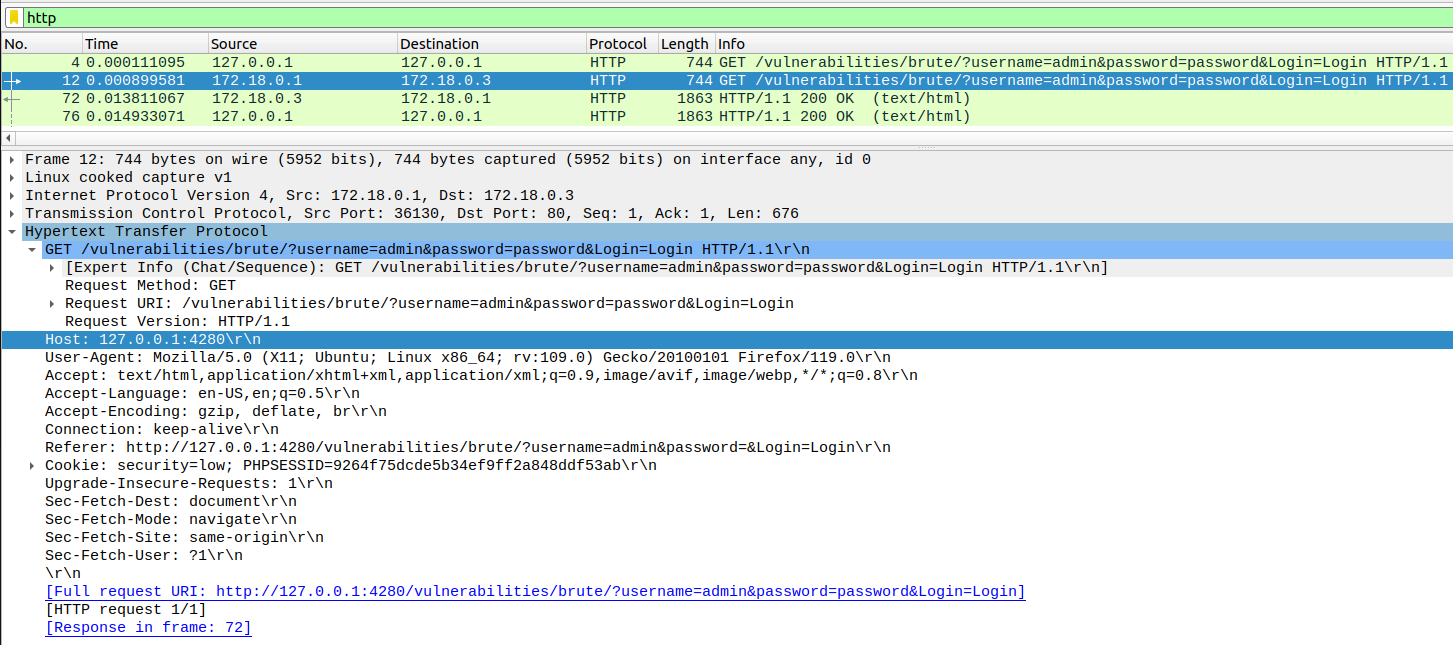 http
No. Time Source Destination Protocol Length Info
4 0.000111095 127.0.0.1 127.0.0.1 HTTP 744 GET /vulnerabilities/brute/?username=admin&password=password&Login=Login HTTP/1.1
12 0.000899581 172.18.0.1 172.18.0.3 HTTP 744 GET /vulnerabilities/brute/?username=admin&password=password&Login=Login HTTP/1.1
72 0.013811067 172.18.0.3 172.18.0.1 HTTP 1863 HTTP/1.1 200 OK  (text/html)
76 0.014933071 127.0.0.1 127.0.0.1 HTTP 1863 HTTP/1.1 200 OK  (text/html)
Frame 12: 744 bytes on wire (5952 bits), 744 bytes captured (5952 bits) on interface any, id 0
Linux cooked capture v1
Internet Protocol Version 4, Src: 172.18.0.1, Dst: 172.18.0.3
Transmission Control Protocol, Src Port: 36130, Dst Port: 80, Seq: 1, Ack: 1, Len: 676
Hypertext Transfer Protocol
GET /vulnerabilities/brute/?username=admin&password=password&Login=Login HTTP/1.1\r\n
[Expert Info (Chat/Sequence): GET /vulnerabilities/brute/?username=admin&password=password&Login=Login HTTP/1.1\r\n]
Request Method: GET
Request URI: /vulnerabilities/brute/?username=admin&password=password&Login=Login
Request Version: HTTP/1.1
Host: 127.0.0.1:4280\r\n
User-Agent: Mozilla/5.0 (X11; Ubuntu; Linux x86_64; rv:109.0) Gecko/20100101 Firefox/119.0\r\n
Accept: text/html,application/xhtml+xml,application/xml;q=0.9,image/avif,image/webp,*/*;q=0.8\r\n
Accept-Language: en-US,en;q=0.5\r\n
Accept-Encoding: gzip, deflate, br\r\n
Connection: keep-alive\r\n
Referer: http://127.0.0.1:4280/vulnerabilities/brute/?username=admin&password=&Login=Login\r\n
Cookie: security=low; PHPSESSID=9264f75dcde5b34ef9ff2a848ddf53ab\r\n
Upgrade-Insecure-Requests: 1\r\n
Sec-Fetch-Dest: document\r\n
Sec-Fetch-Mode: navigate\r\n
Sec-Fetch-Site: same-origin\r\n
Sec-Fetch-User: ?1\r\n
\r\n
[Full request URI: http://127.0.0.1:4280/vulnerabilities/brute/?username=admin&password=password&Login=Login]
[HTTP request 1/1]
[Response in frame: 72]